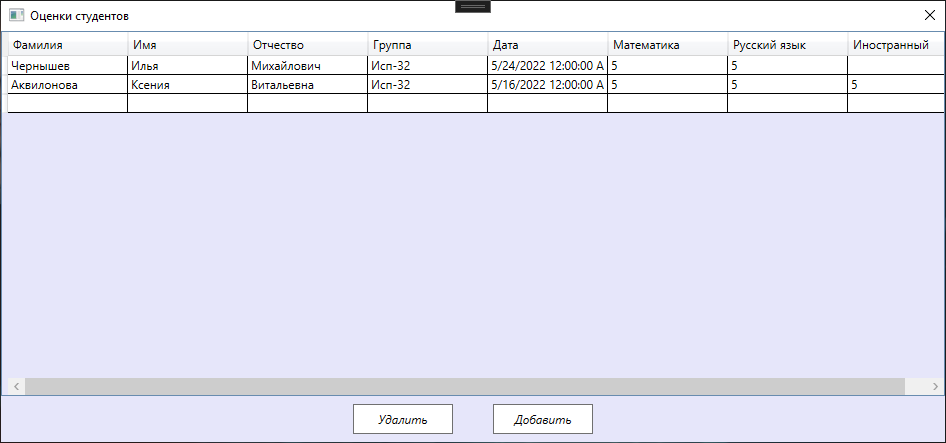 Оценки студентов
Фамилия Имя Отчество Группа Дата Математика Русский язык Иностранный
Чернышев Илья Михайлович Исп-32 5/24/2022 12:00:00 A 5 5
Аквилонова Ксения Витальевна Исп-32 5/16/2022 12:00:00 A 5 5 5
Удалить Добавить